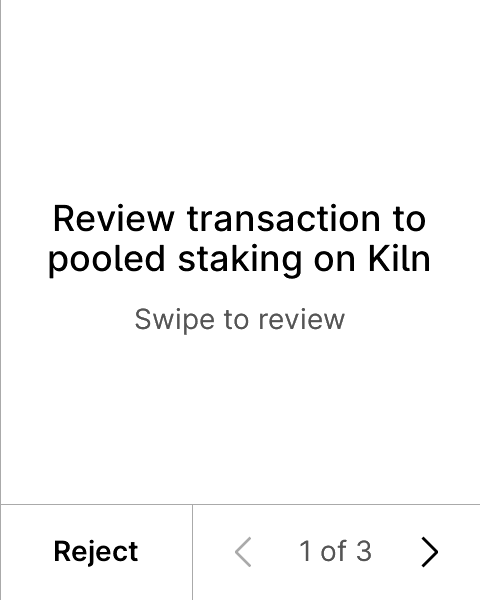 Review transaction to
pooled staking on Kiln
Swipe to review
Reject
1 of 3